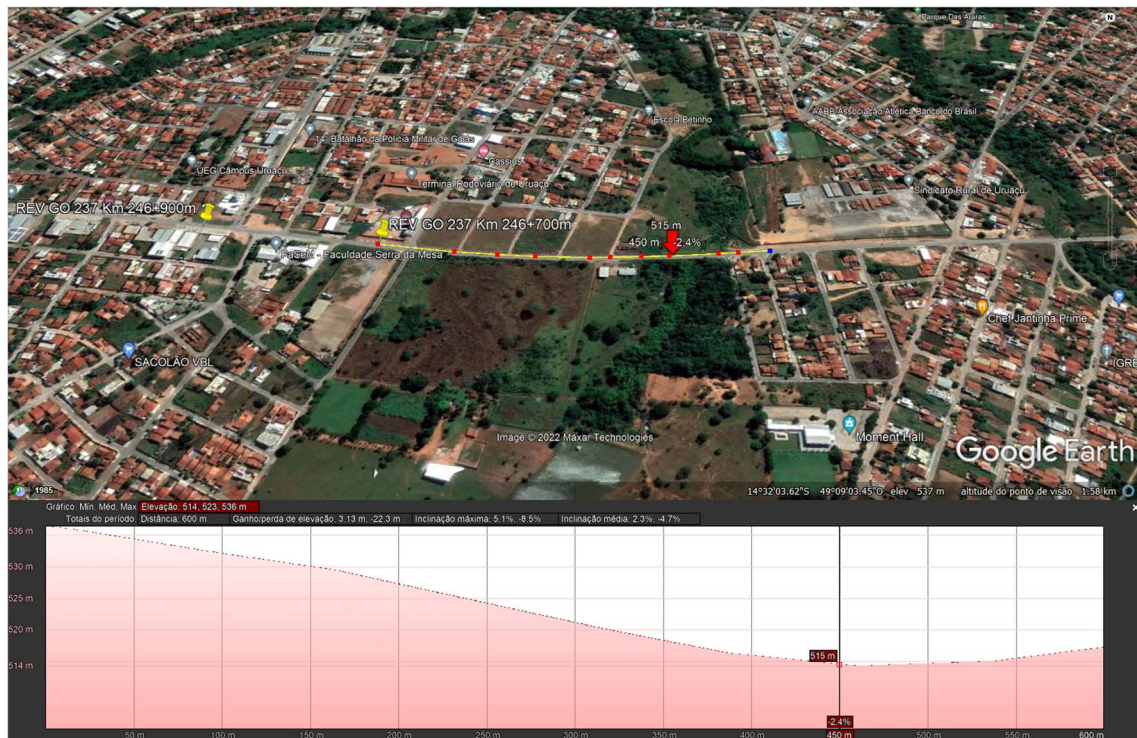 Parque Das Araras
N
AABB Associação Atlética Banco do Brasil
Escola Betinho
14° Batalhão da Polícia Militar de Goiás
Cassius
UEG Câmpus Uruaçu
Terminal Rodoviário de Uruaçu
Sindicato Rural de Uruaçu
REV GO 237 Km 246+900m
REV GO 237 Km 246+700m
515 m
450 m -2.4%
FaSeM - Faculdade Serra da Mesa
Chef Jantinha Prime
SACOLÃO VBL
Moment Hall
Image © 2022 Maxar Technologies
Google Earth
1985
14°32'03.62"S 49°09'03.45"O elev 537 m altitude do ponto de visão 1.58 km
Gráfico: Mín, Méd, Max Elevação: 514, 523, 536 m
Totais do período: Distância: 600 m Ganho/perda de elevação: 3.13 m, -22.3 m Inclinação máxima: 5.1%, -8.5% Inclinação média: 2.3%, -4.7%
536 m
530 m
525 m
520 m
514 m
515 m
-2.4%
50 m 100 m 150 m 200 m 250 m 300 m 350 m 400 m 450 m 500 m 550 m 600 m